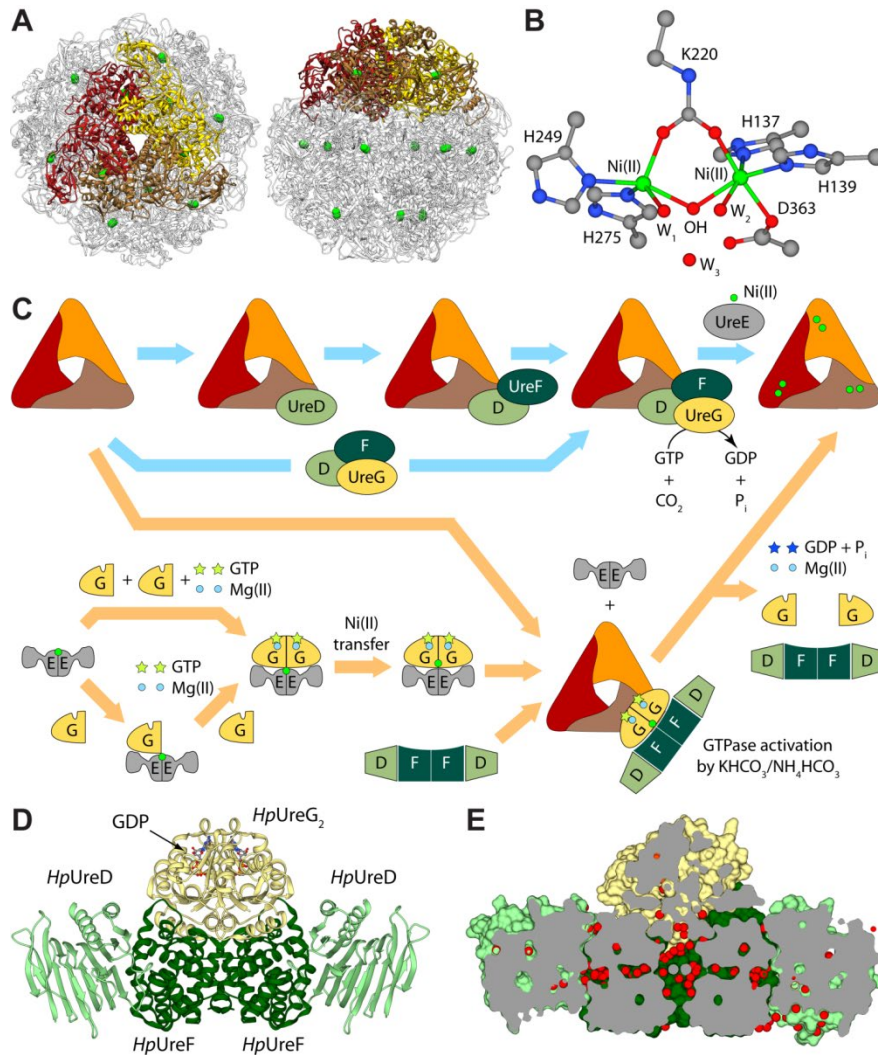 A
B
K220
H249
Ni(II)
Ni(II)
H137
H139
H275
W1
OH
W2
D363
W3
C
Ni(II)
UreE
UreD
UreF
D
F
D
UreG
F
D
UreG
GTP
+
CO2
GDP
+
Pi
G + G + GTP
Mg(II)
E E
GTP
Mg(II)
G
G
E E
G
G G
E E
Ni(II)
transfer
G G
E E
D F F D
E E
+
G G
D F F D
GTPase activation
by KHCO3/NH4HCO3
GDP + Pi
Mg(II)
G G
D F F D
D
GDP
HpUreG2
HpUreD
HpUreD
HpUreF
HpUreF
E